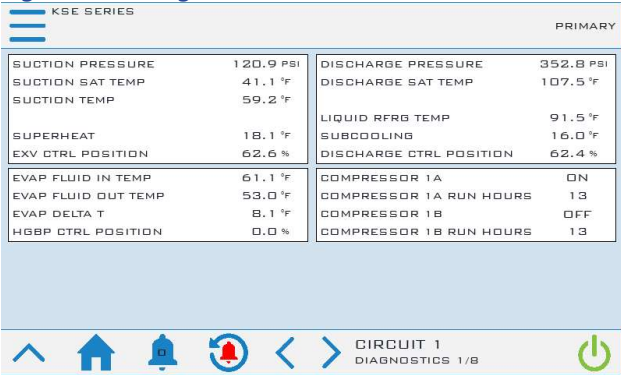 KSE SERIES
PRIMARY
SUCTION PRESSURE 120.9 PSI
SUCTION SAT TEMP 41.1 °F
SUCTION TEMP 59.2 °F
SUPERHEAT 18.1 °F
EXV CTRL POSITION 62.6 %
DISCHARGE PRESSURE 352.8 PSI
DISCHARGE SAT TEMP 107.5 °F
LIQUID RFRG TEMP 91.5 °F
SUBCOOLING 16.0 °F
DISCHARGE CTRL POSITION 62.4 %
EVAP FLUID IN TEMP 61.1 °F
EVAP FLUID OUT TEMP 53.0 °F
EVAP DELTA T 8.1 °F
HGBP CTRL POSITION 0.0 %
COMPRESSOR 1A ON
COMPRESSOR 1A RUN HOURS 13
COMPRESSOR 1B OFF
COMPRESSOR 1B RUN HOURS 13
0
CIRCUIT 1
DIAGNOSTICS 1/8